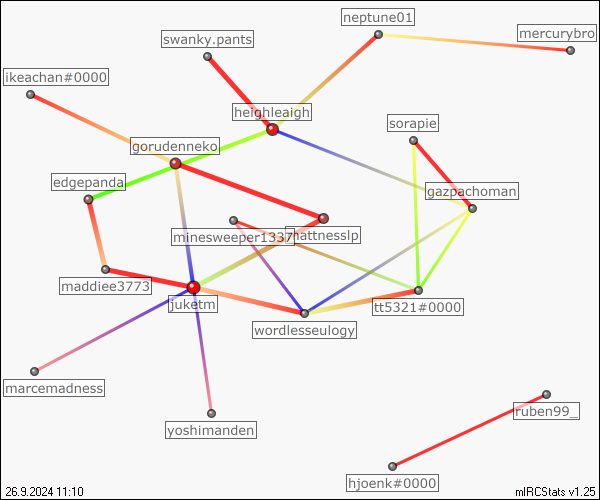 neptune01
mercurybro
swanky.pants
ikeachan#0000
heighleaigh
sorapie
gorudenneko
edgepanda
gazpachoman
minesweeper1337
hattnesslp
maddiee3773
juketm
tt5321#0000
wordlesseulogy
marcemadness
yoshimanden
ruben99_
hjoenk#0000
26.9.2024 11:10
mIRCStats v1.25